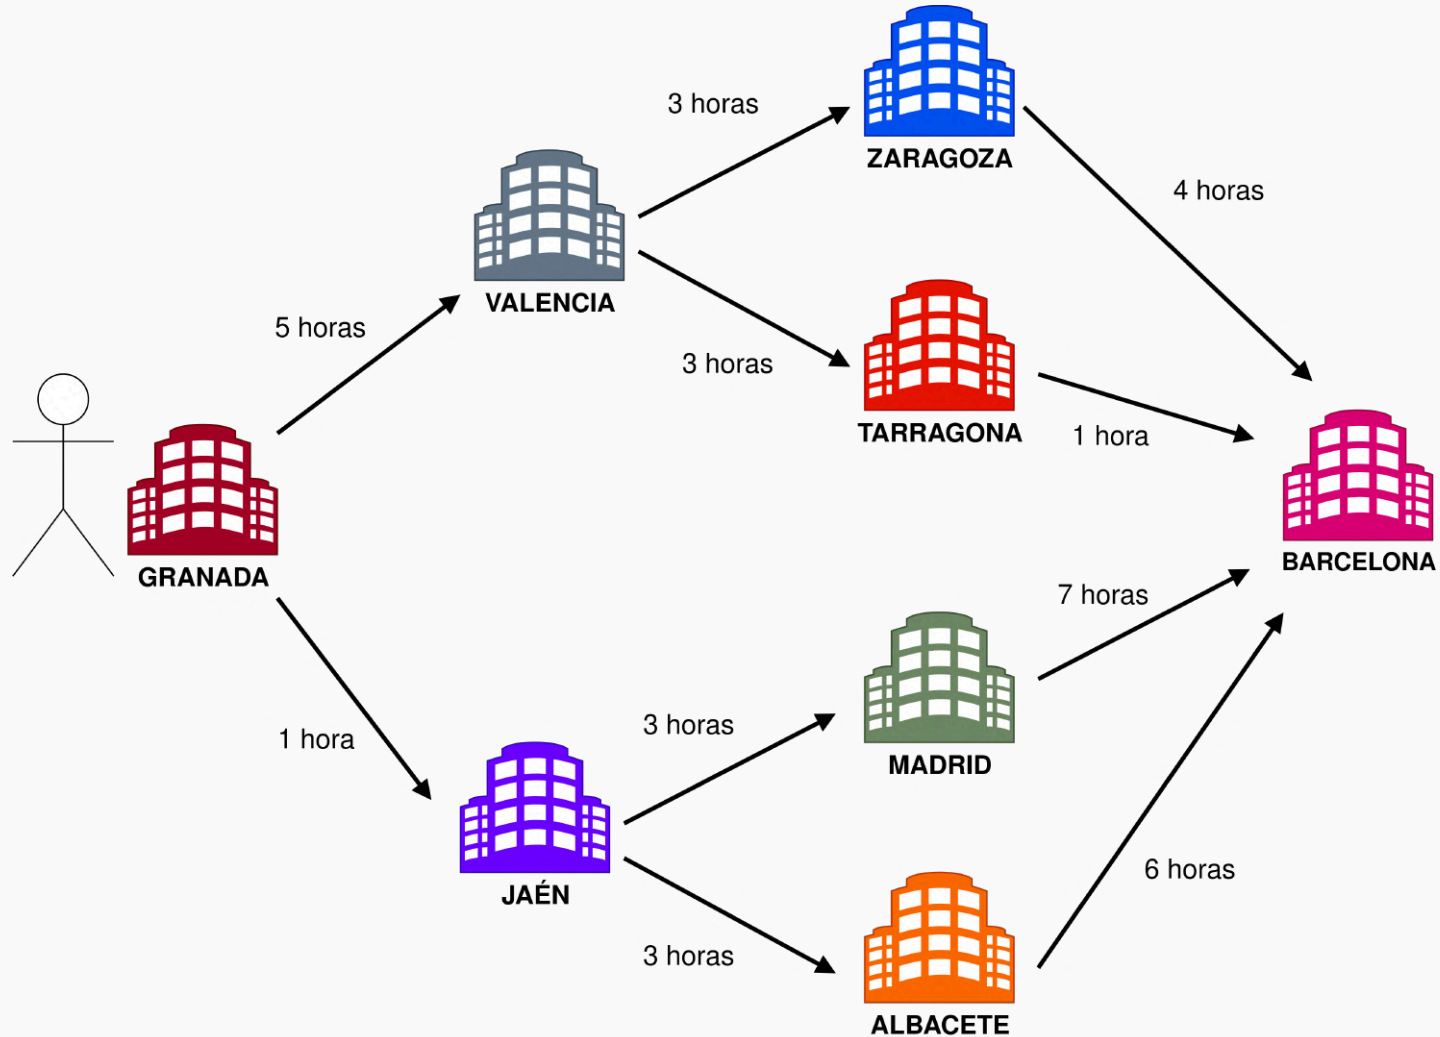 3 horas
ZARAGOZA
4 horas
VALENCIA
5 horas
3 horas
TARRAGONA
1 hora
GRANADA
BARCELONA
7 horas
1 hora
3 horas
MADRID
JAÉN
6 horas
3 horas
ALBACETE